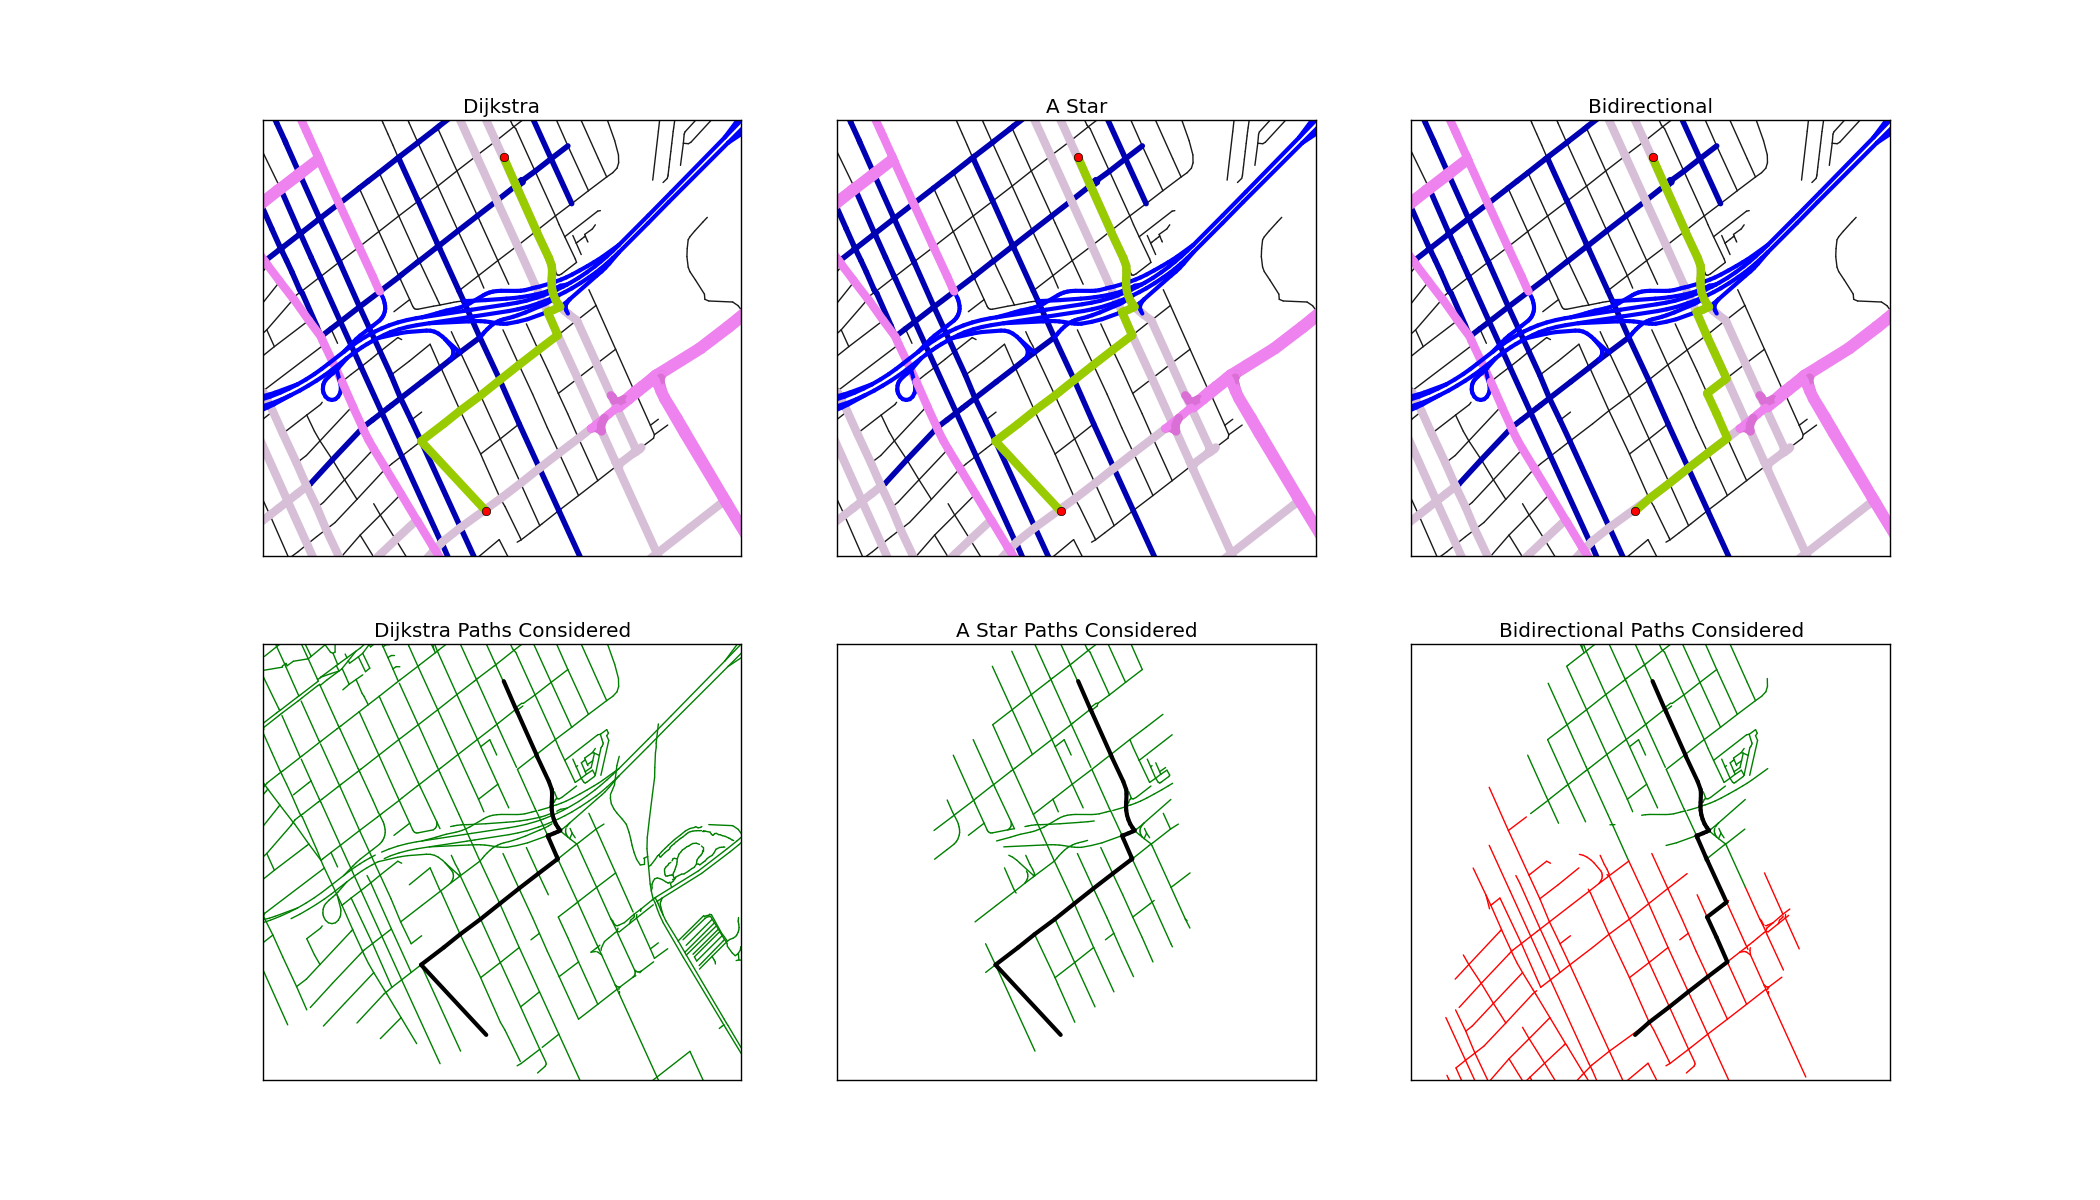 Dijkstra
A Star
Bidirectional
Dijkstra Paths Considered
A Star Paths Considered
Bidirectional Paths Considered